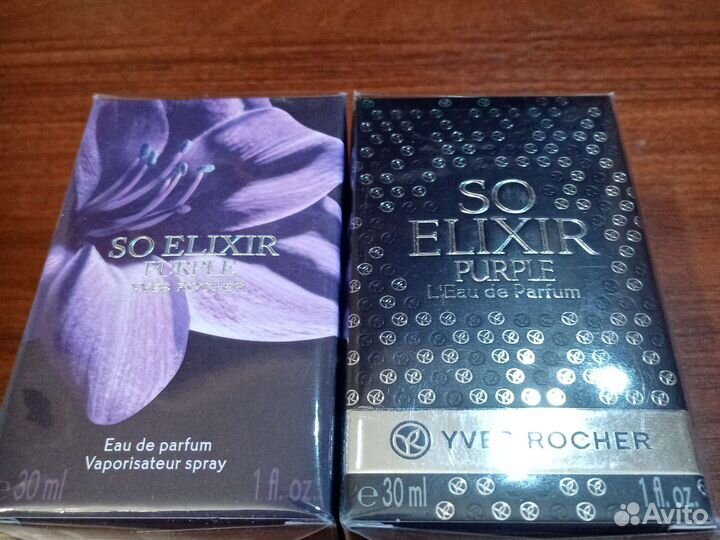 SO ELIXIR
PURPLE
YVES ROCHER
Eau de parfum
Vaporisateur spray
e 30 ml
1 fl. oz.
SO
ELIXIR
PURPLE
L'Eau de Parfum
YVES ROCHER
e 30 ml
1 fl. oz.
Avito